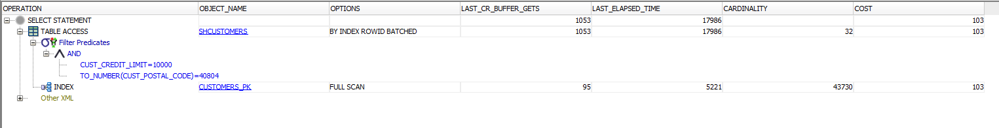 OPERATION OBJECT_NAME OPTIONS LAST_CR_BUFFER_GETS LAST_ELAPSED_TIME CARDINALITY COST
SELECT STATEMENT 1053 17986 103
TABLE ACCESS SHCUSTOMERS BY INDEX ROWID BATCHED 1053 17986 32 103
Filter Predicates
AND
CUST_CREDIT_LIMIT=10000
TO_NUMBER(CUST_POSTAL_CODE)=40804
INDEX CUSTOMERS_PK FULL SCAN 95 5221 43730 103
Other XML